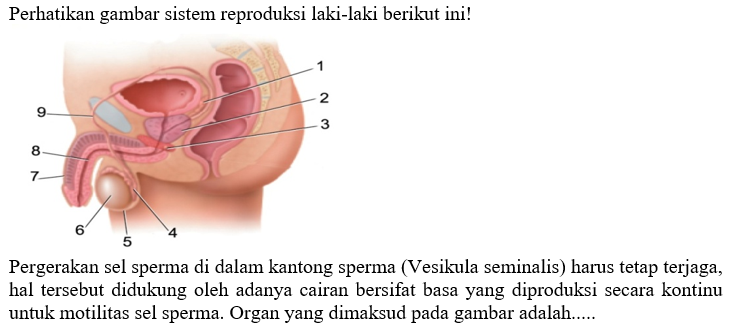 Perhatikan gambar sistem reproduksi laki-laki berikut ini!
1
2
9
3
8
7
6
5
4
Pergerakan sel sperma di dalam kantong sperma (Vesikula seminalis) harus tetap terjaga,
hal tersebut didukung oleh adanya cairan bersifat basa yang diproduksi secara kontinu
untuk motilitas sel sperma. Organ yang dimaksud pada gambar adalah.....